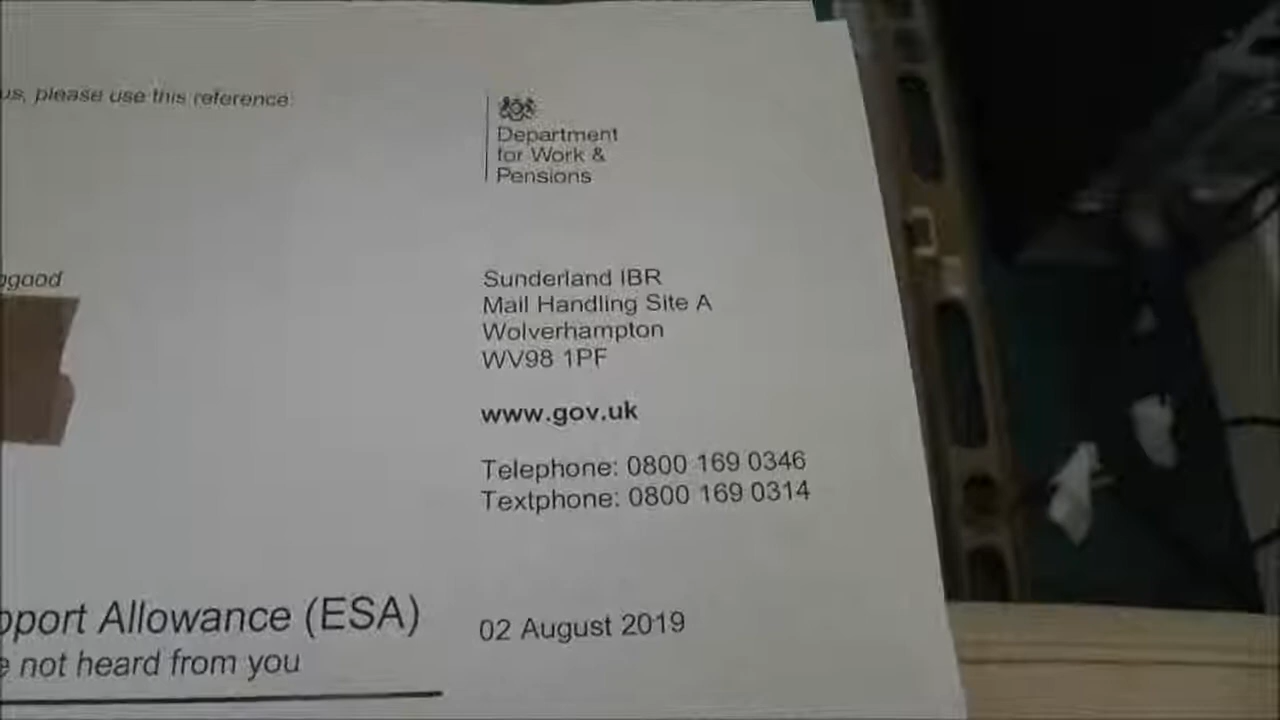 us, please use this reference:
Department
for Work &
Pensions
Sunderland IBR
Mail Handling Site A
Wolverhampton
WV98 1PF
www.gov.uk
Telephone: 0800 169 0346
Textphone: 0800 169 0314
pport Allowance (ESA)
02 August 2019
e not heard from you